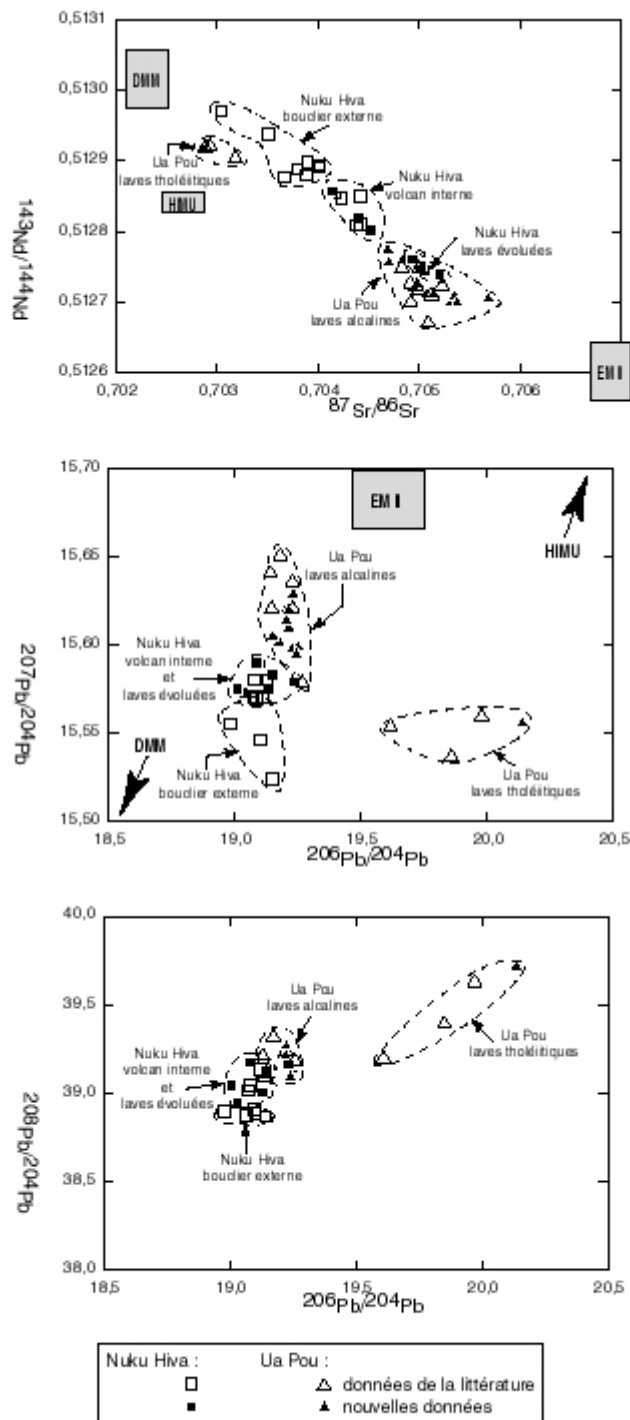 0,5131
0,5130
0,5129
0,5128
0,5127
0,5126
143Nd/144Nd
DMM
Nuku Hiva
bouclier externe
Ua Pou
laves tholéiitiques
HIMU
Nuku Hiva
volcan interne
Nuku Hiva
laves évoluées
Ua Pou
laves alcalines
EM II
0,702
0,703
0,704
0,705
0,706
87Sr/86Sr
15,70
15,65
15,60
15,55
15,50
207Pb/204Pb
EM II
HIMU
Ua Pou
laves alcalines
Nuku Hiva
volcan interne
et
laves évoluées
DMM
Nuku Hiva
bouclier externe
Ua Pou
laves tholéiitiques
18,5
19,0
19,5
20,0
20,5
206Pb/204Pb
40,0
39,5
39,0
38,5
38,0
208Pb/204Pb
Ua Pou
laves alcalines
Nuku Hiva
volcan interne
et
laves évoluées
Ua Pou
laves tholéiitiques
Nuku Hiva
bouclier externe
18,5
19,0
19,5
20,0
20,5
206Pb/204Pb
Nuku Hiva : Ua Pou :
données de la littérature
nouvelles données